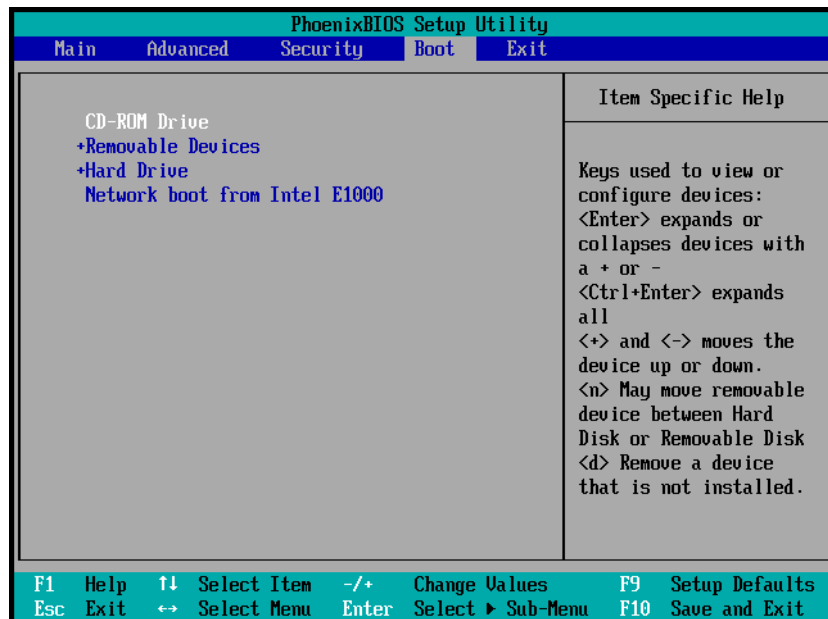 PhoenixBIOS Setup Utility
Main Advanced Security Boot Exit
CD-ROM Drive
+Removable Devices
+Hard Drive
Network boot from Intel E1000
Item Specific Help
Keys used to view or
configure devices:
<Enter> expands or
collapses devices with
a + or -
<Ctrl+Enter> expands
all
<+> and <-> moves the
device up or down.
<n> May move removable
device between Hard
Disk or Removable Disk
<d> Remove a device
that is not installed.
F1 Help ↑↓ Select Item -/+ Change Values F9 Setup Defaults
Esc Exit ↔ Select Menu Enter Select ▶ Sub-Menu F10 Save and Exit